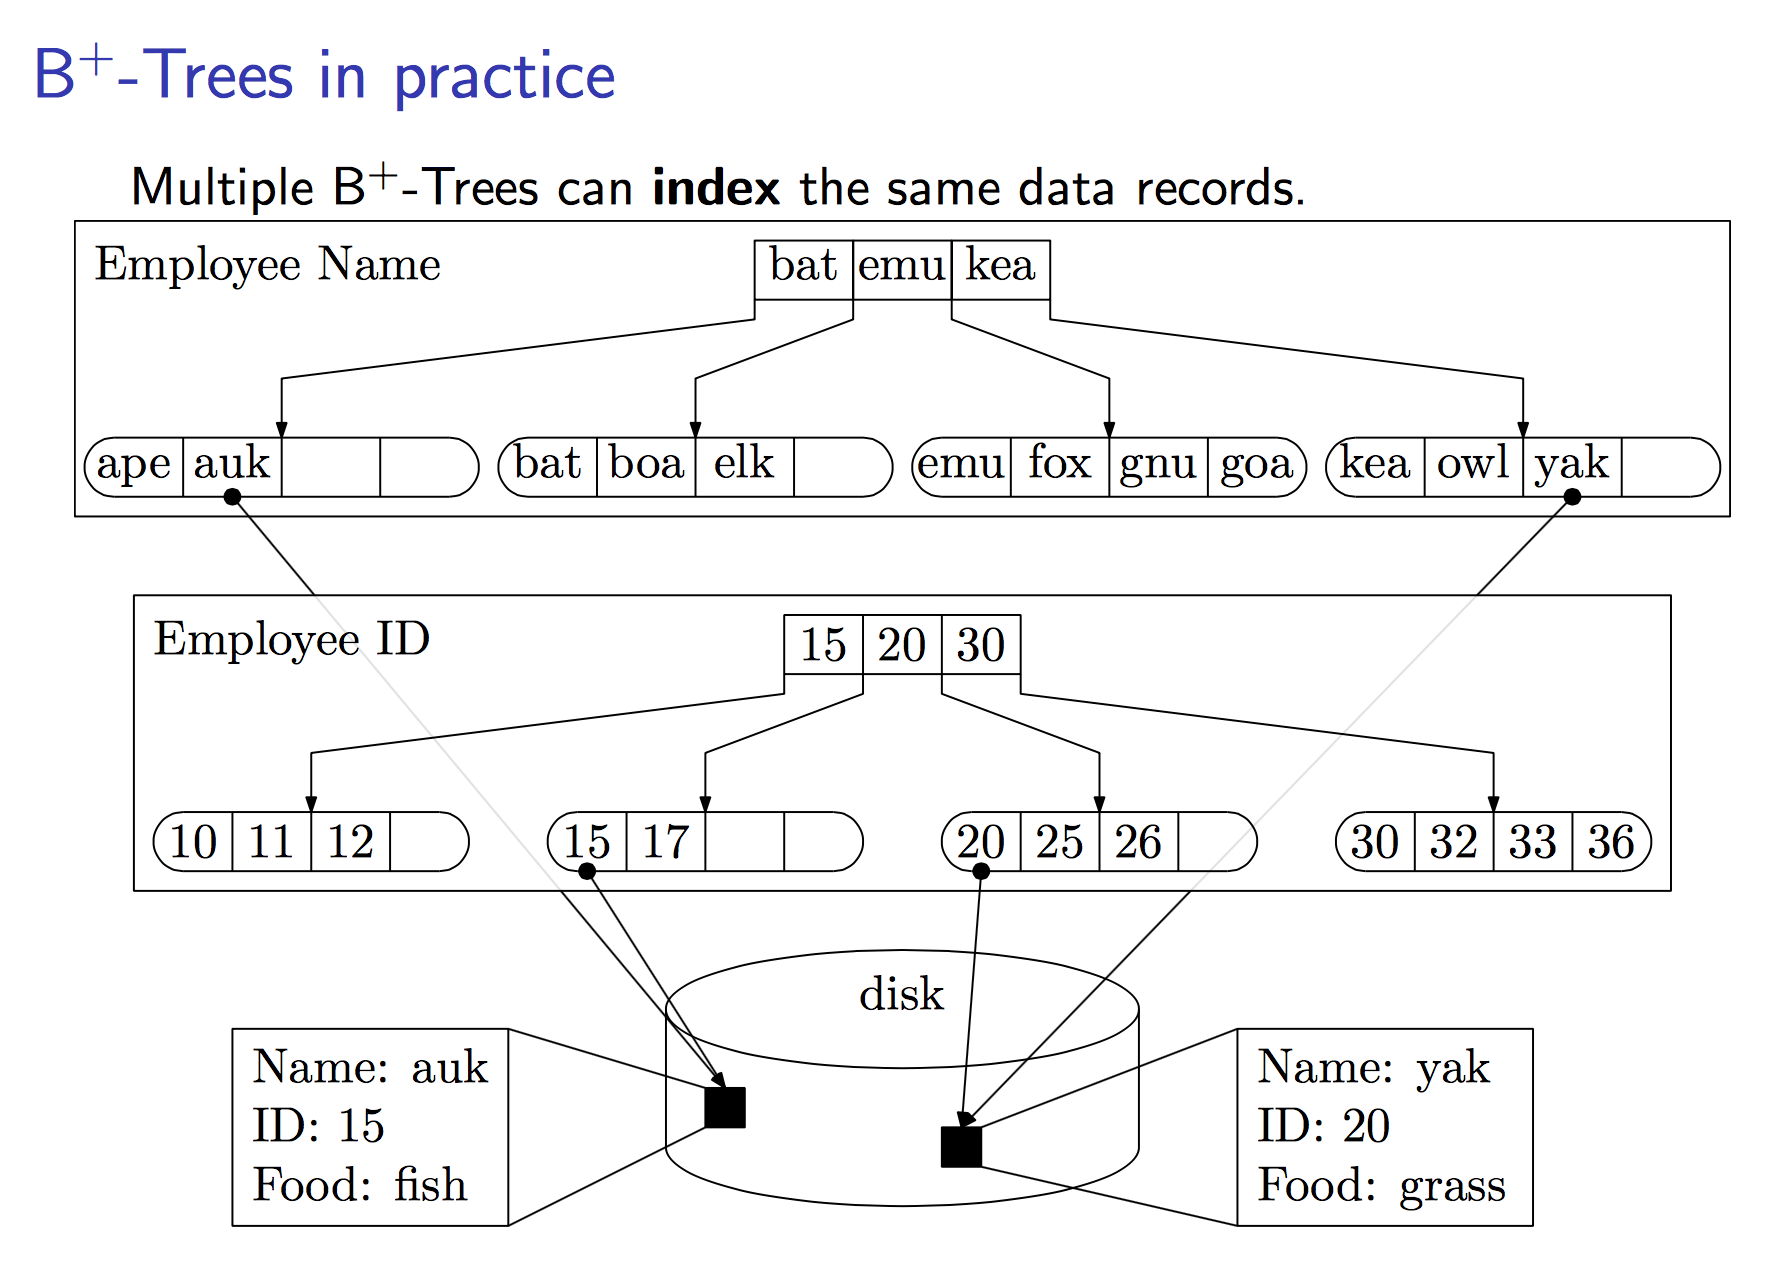 B⁺-Trees in practice
Multiple B⁺-Trees can index the same data records.
Employee Name
bat emu kea
ape auk bat boa elk emu fox gnu goa kea owl yak
Employee ID
15 20 30
10 11 12 15 17 20 25 26 30 32 33 36
disk
Name: auk
ID: 15
Food: fish
Name: yak
ID: 20
Food: grass